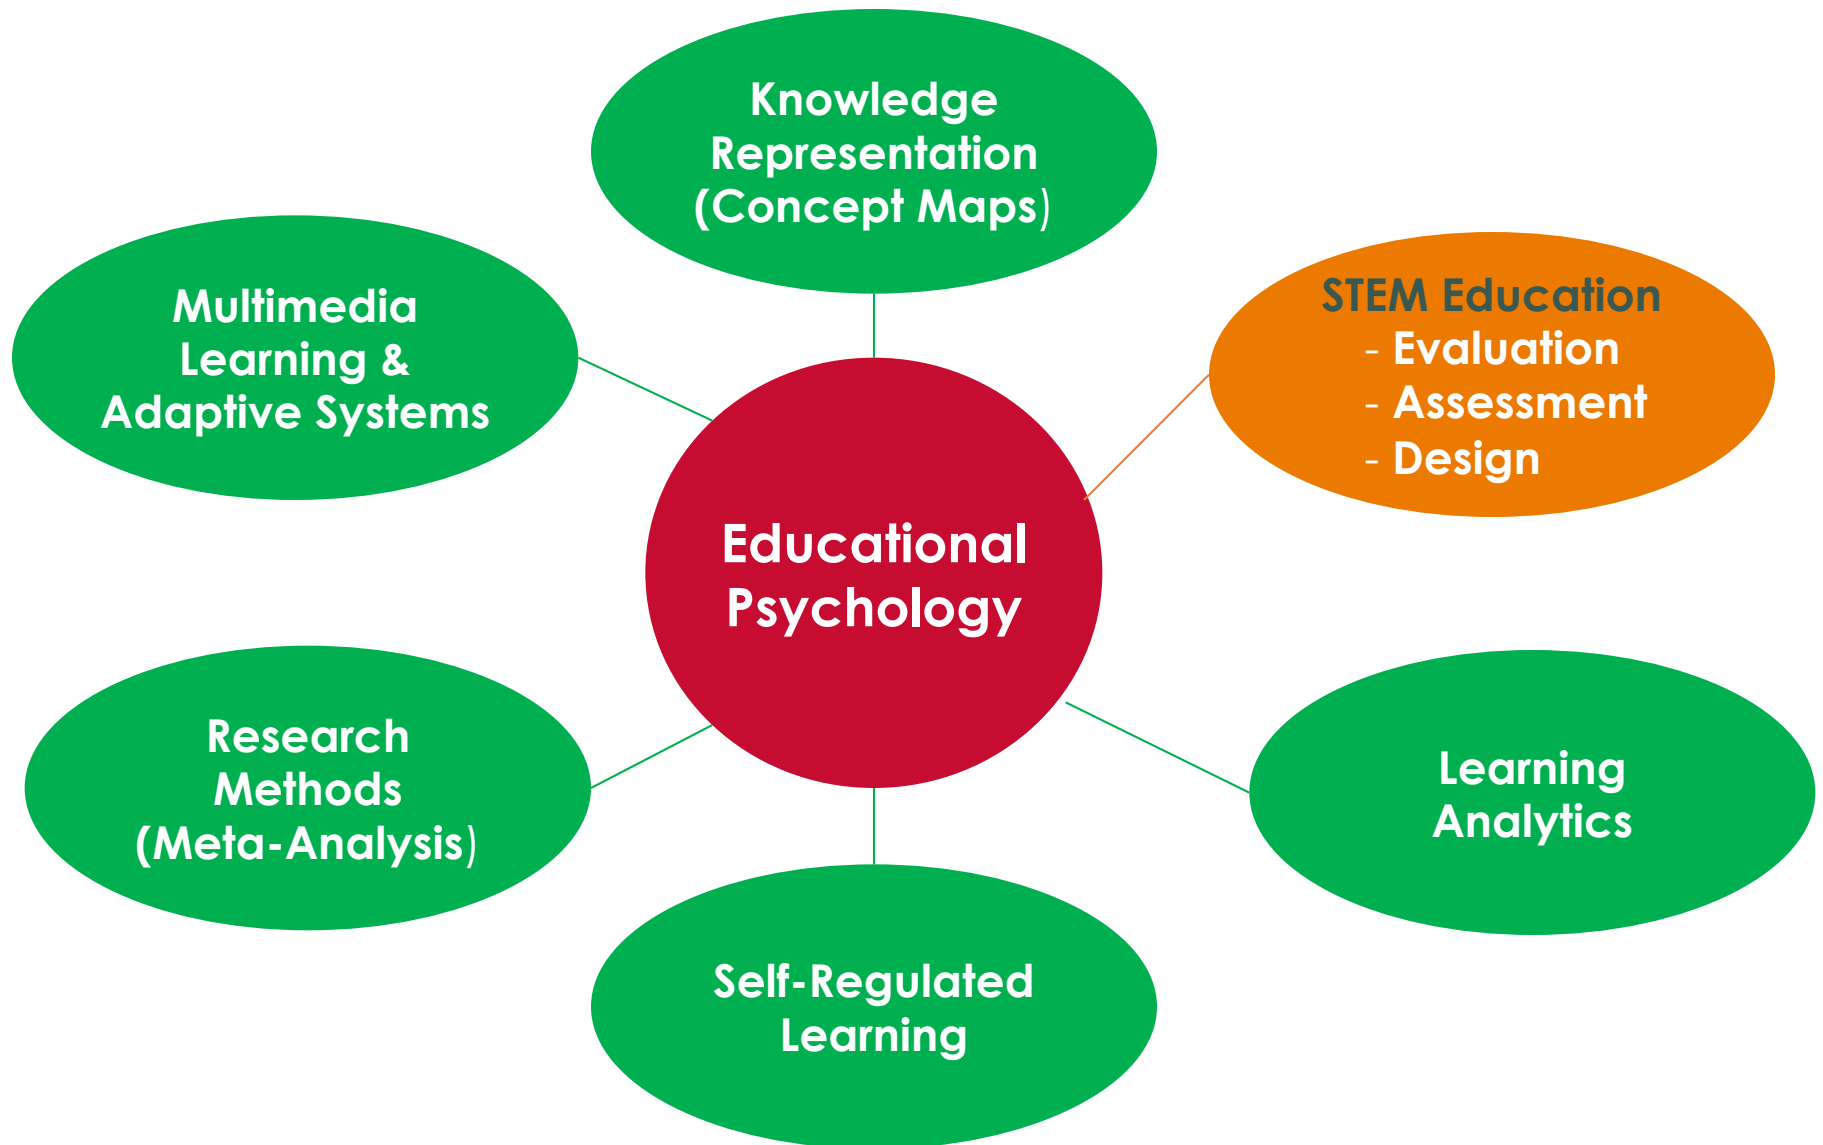 Knowledge
Representation
(Concept Maps)
Multimedia
Learning &
Adaptive Systems
STEM Education
- Evaluation
- Assessment
- Design
Educational
Psychology
Research
Methods
(Meta-Analysis)
Learning
Analytics
Self-Regulated
Learning